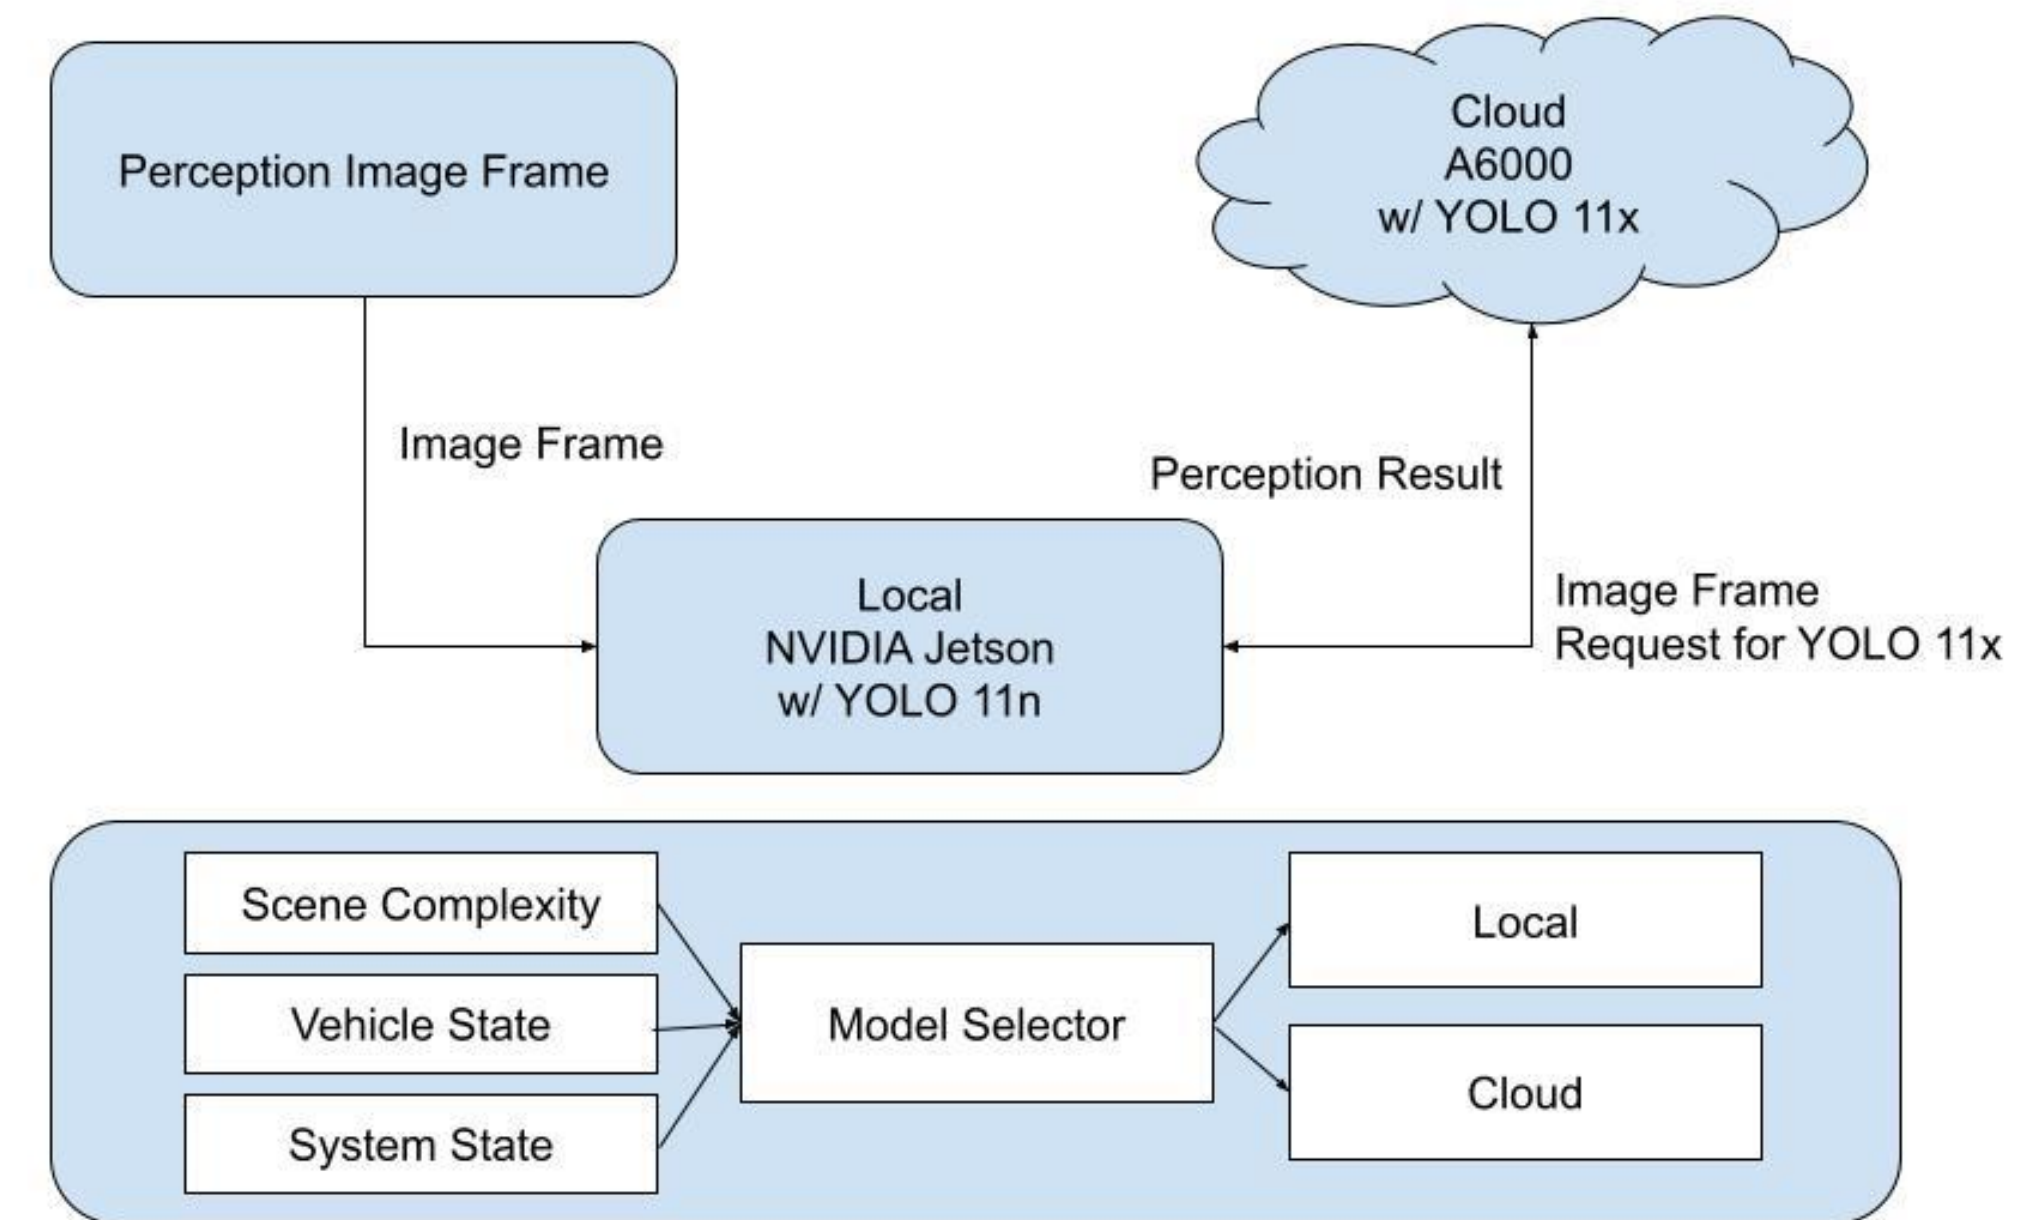 Perception Image Frame
Cloud
A6000
w/ YOLO 11x
Image Frame
Perception Result
Local
NVIDIA Jetson
w/ YOLO 11n
Image Frame
Request for YOLO 11x
Scene Complexity
Vehicle State
System State
Model Selector
Local
Cloud